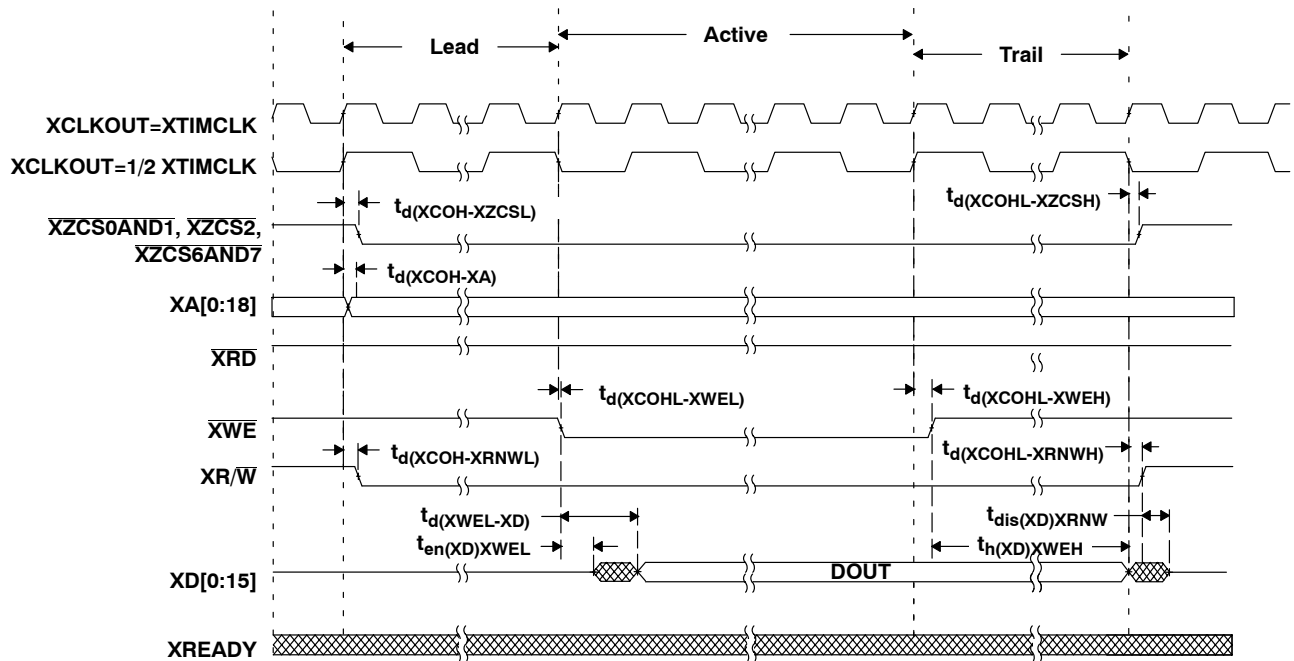 Lead
Active
Trail
XCLKOUT=XTIMCLK
XCLKOUT=1/2 XTIMCLK
td(XCOH-XZCSL)
td(XCOHL-XZCSH)
XZCS0AND1, XZCS2,
XZCS6AND7
td(XCOH-XA)
XA[0:18]
XRD
td(XCOHL-XWEL)
td(XCOHL-XWEH)
XWE
td(XCOH-XRNWL)
td(XCOHL-XRNWH)
XR/W
td(XWEL-XD)
tdis(XD)XRNW
ten(XD)XWEL
th(XD)XWEH
XD[0:15]
DOUT
XREADY